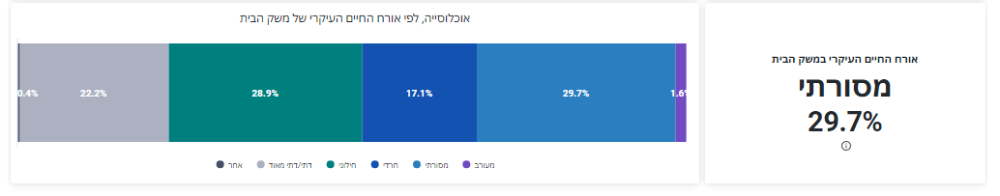 אוכלוסייה, לפי אורח החיים העיקרי של משק הבית
0.4%
22.2%
28.9%
17.1%
29.7%
1.6%
אחר
דתי/דתי מאוד
חילוני
חרדי
מסורתי
מעורב
אורח החיים העיקרי במשק הבית
מסורתי
29.7%